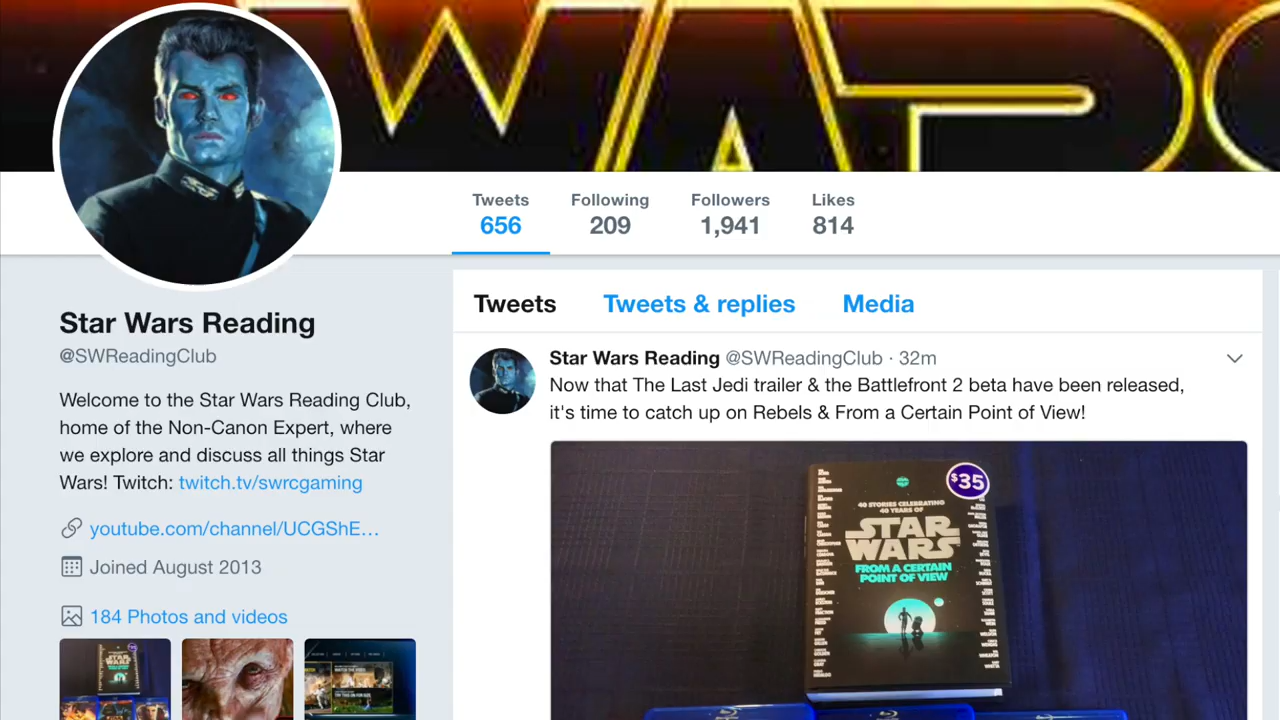 WARS
Tweets Following Followers Likes
656 209 1,941 814
Star Wars Reading
@SWReadingClub
Welcome to the Star Wars Reading Club,
home of the Non-Canon Expert, where
we explore and discuss all things Star
Wars! Twitch: twitch.tv/swrcgaming
youtube.com/channel/UCGShE…
Joined August 2013
184 Photos and videos
Tweets Tweets & replies Media
Star Wars Reading @SWReadingClub · 32m
Now that The Last Jedi trailer & the Battlefront 2 beta have been released,
it's time to catch up on Rebels & From a Certain Point of View!
$35
40 STORIES CELEBRATING
40 YEARS OF
STAR
WARS
FROM A CERTAIN
POINT OF VIEW
STAR
WARS